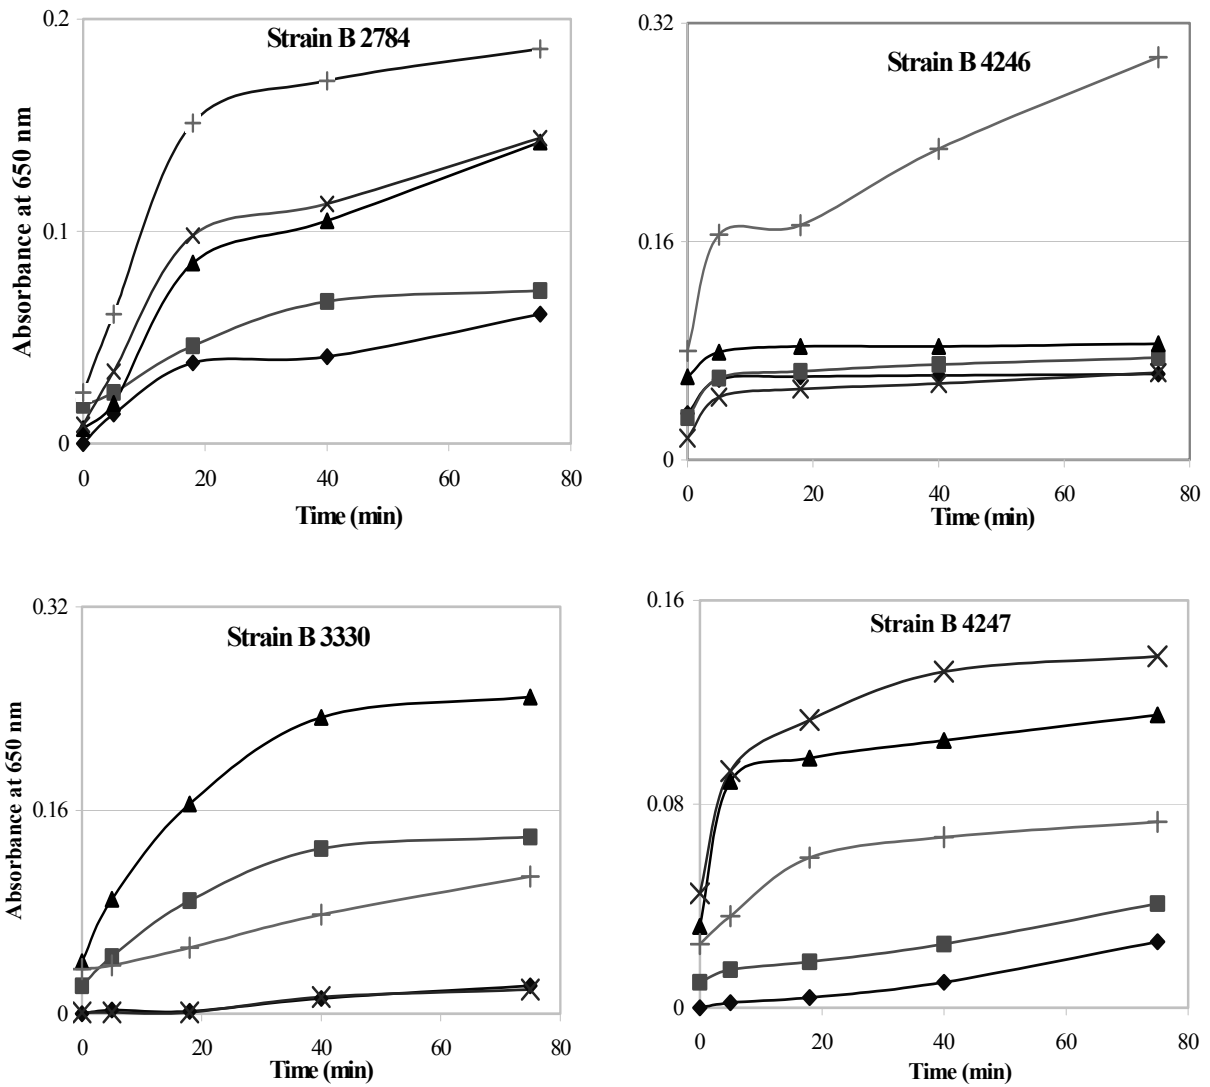 Strain B 2784
Absorbance at 650 nm
0.2
0.1
0
0 20 40 60 80
Time (min)
Strain B 4246
0.32
0.16
0
0 20 40 60 80
Time (min)
Strain B 3330
Absorbance at 650 nm
0.32
0.16
0
0 20 40 60 80
Time (min)
Strain B 4247
0.16
0.08
0
0 20 40 60 80
Time (min)